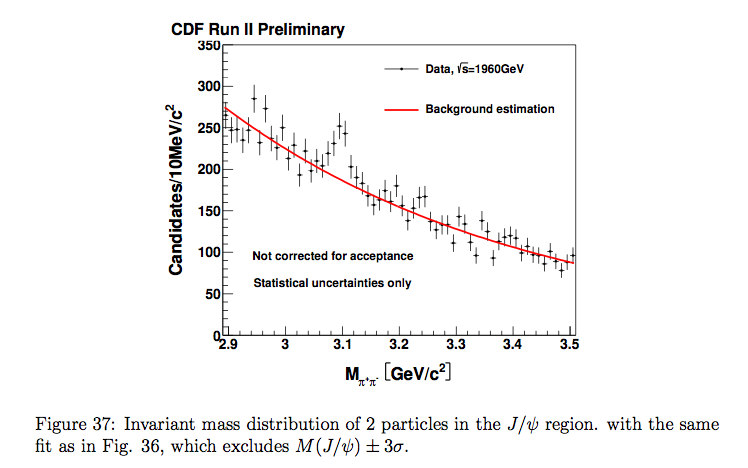 CDF Run II Preliminary
350
300
250
200
150
100
50
0
Candidates/10MeV/c²
Data, √s=1960GeV
Background estimation
Not corrected for acceptance
Statistical uncertainties only
2.9 3 3.1 3.2 3.3 3.4 3.5
M_π⁺π⁻ [GeV/c²]
Figure 37: Invariant mass distribution of 2 particles in the J/ψ region. with the same
fit as in Fig. 36, which excludes M(J/ψ) ± 3σ.